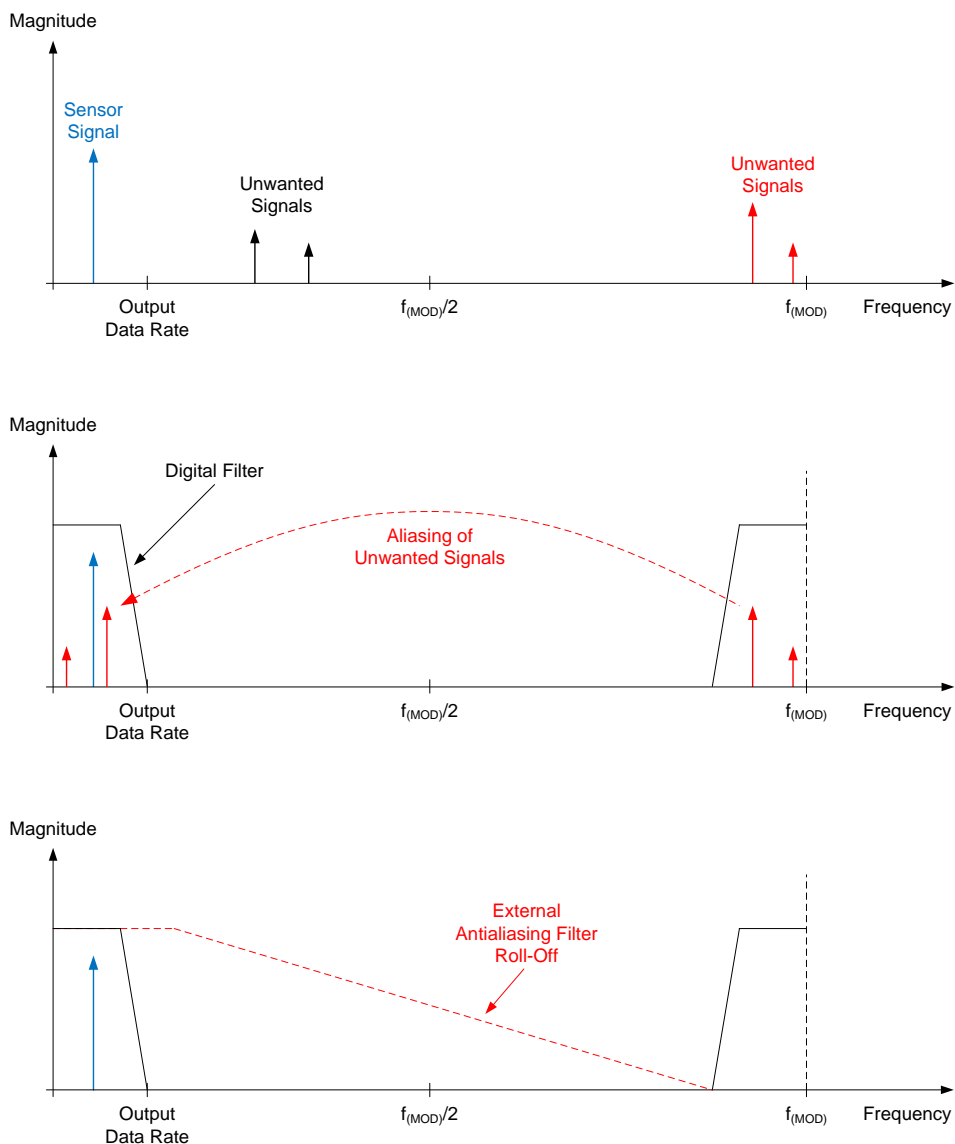 Magnitude
Sensor
Signal
Unwanted
Signals
Unwanted
Signals
Output
Data Rate
f(MOD)/2
f(MOD)
Frequency
Magnitude
Digital Filter
Aliasing of
Unwanted Signals
Output
Data Rate
f(MOD)/2
f(MOD)
Frequency
Magnitude
External
Antialiasing Filter
Roll-Off
Output
Data Rate
f(MOD)/2
f(MOD)
Frequency